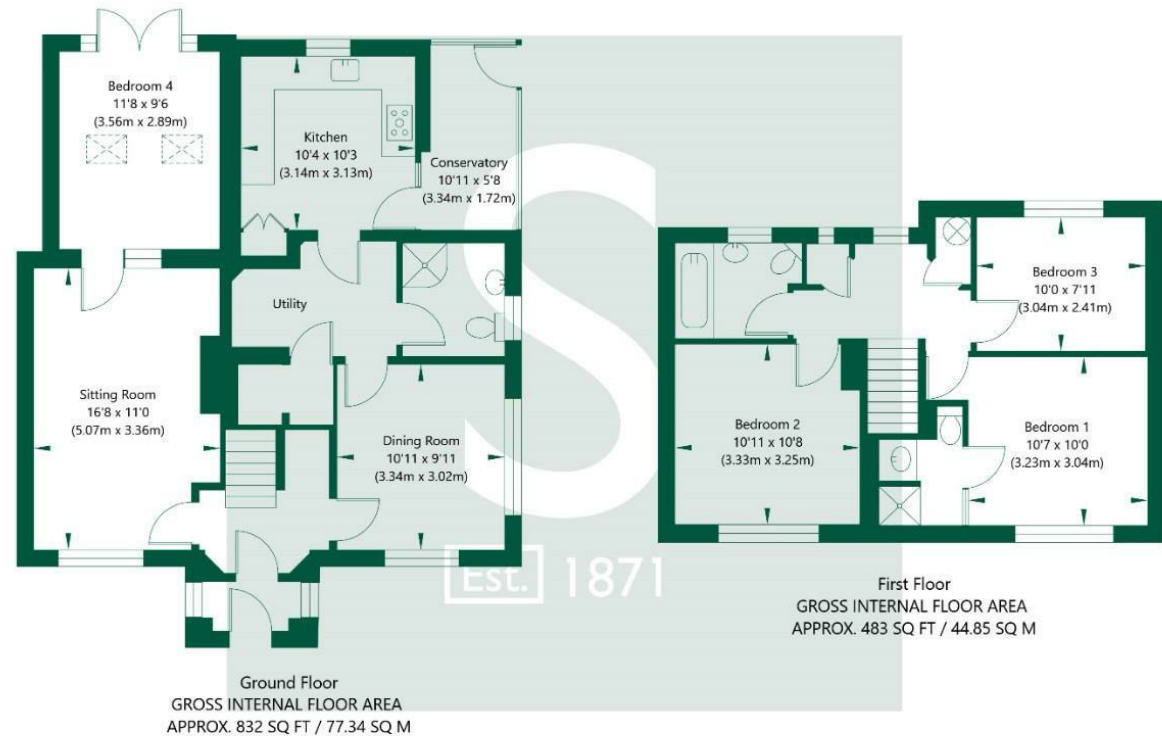 Bedroom 4
11'8 x 9'6
(3.56m x 2.89m)
Kitchen
10'4 x 10'3
(3.14m x 3.13m)
Conservatory
10'11 x 5'8
(3.34m x 1.72m)
Utility
Sitting Room
16'8 x 11'0
(5.07m x 3.36m)
Dining Room
10'11 x 9'11
(3.34m x 3.02m)
Ground Floor
GROSS INTERNAL FLOOR AREA
APPROX. 832 SQ FT / 77.34 SQ M
Bedroom 3
10'0 x 7'11
(3.04m x 2.41m)
Bedroom 2
10'11 x 10'8
(3.33m x 3.25m)
Bedroom 1
10'7 x 10'0
(3.23m x 3.04m)
First Floor
GROSS INTERNAL FLOOR AREA
APPROX. 483 SQ FT / 44.85 SQ M
S
Est. 1871